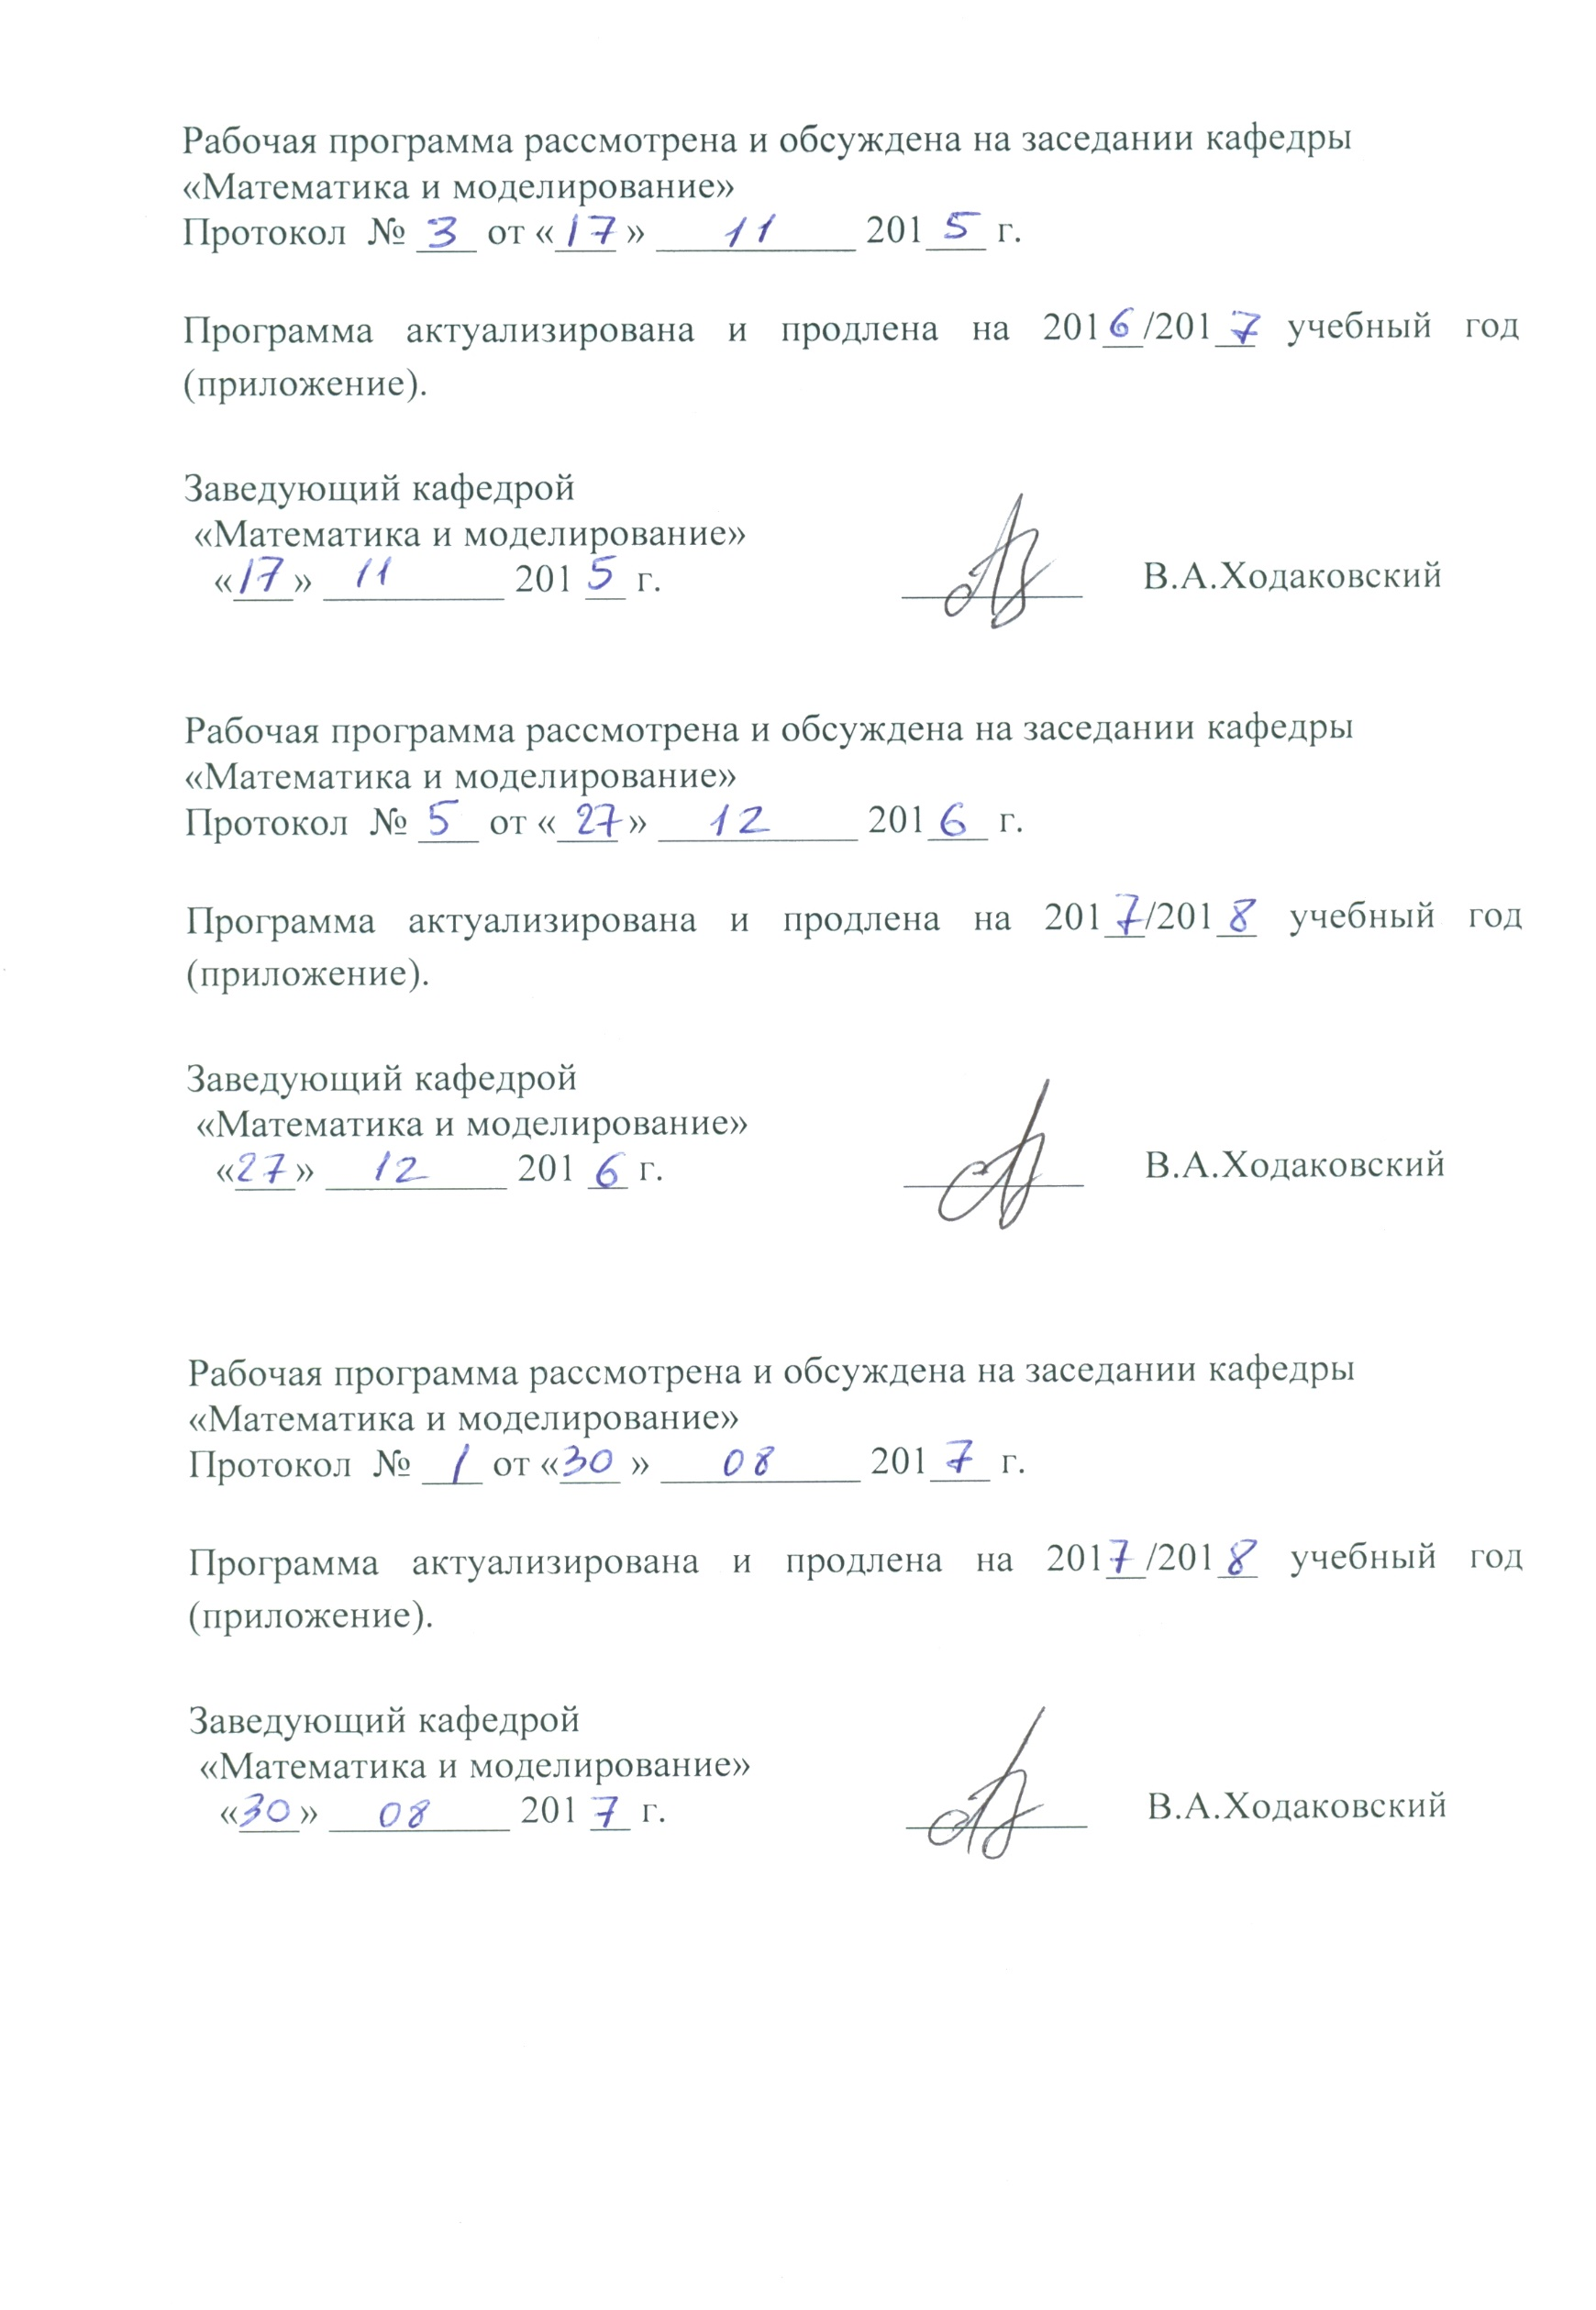 Рабочая программа рассмотрена и обсуждена на заседании кафедры
«Математика и моделирование»
Протокол № 3 от «17» 11 2015 г.
Программа актуализирована и продлена на 2016/2017 учебный год
(приложение).
Заведующий кафедрой
«Математика и моделирование»
«17» 11 2015 г. В.А.Ходаковский
Рабочая программа рассмотрена и обсуждена на заседании кафедры
«Математика и моделирование»
Протокол № 5 от «27» 12 2016 г.
Программа актуализирована и продлена на 2017/2018 учебный год
(приложение).
Заведующий кафедрой
«Математика и моделирование»
«27» 12 2016 г. В.А.Ходаковский
Рабочая программа рассмотрена и обсуждена на заседании кафедры
«Математика и моделирование»
Протокол № 1 от «30» 08 2017 г.
Программа актуализирована и продлена на 2017/2018 учебный год
(приложение).
Заведующий кафедрой
«Математика и моделирование»
«30» 08 2017 г. В.А.Ходаковский